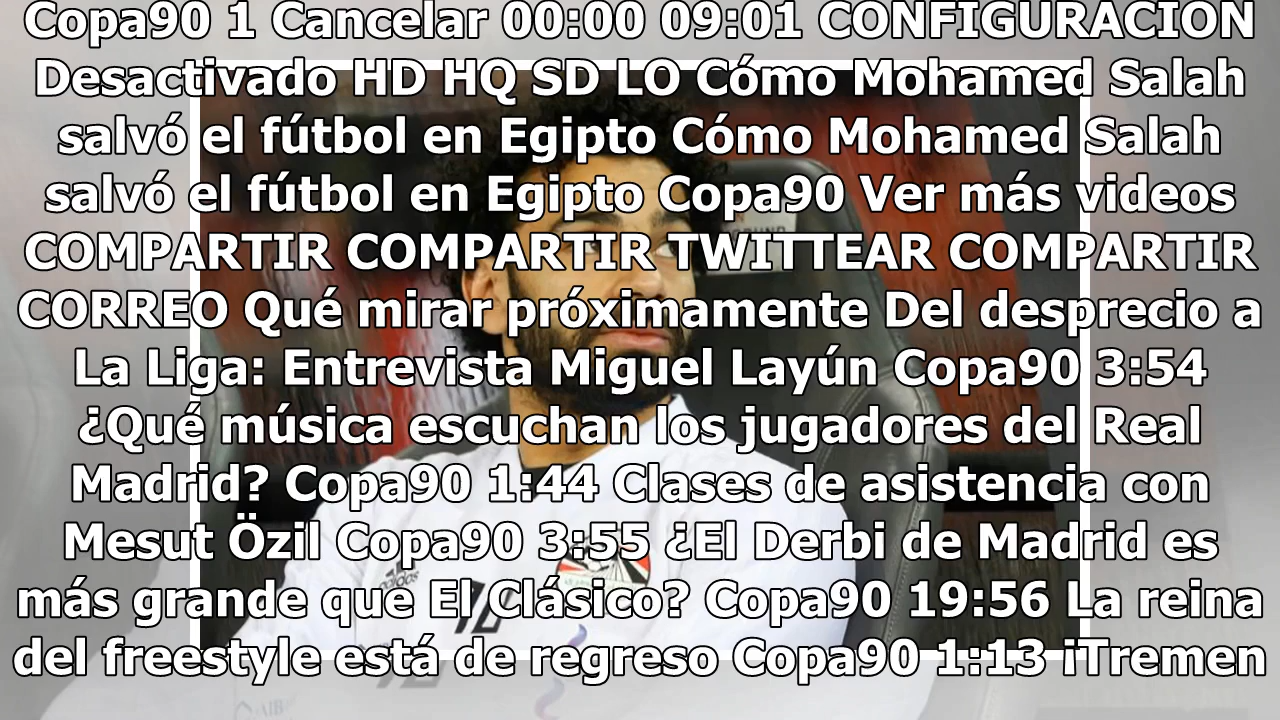 Copa90 1 Cancelar 00:00 09:01 CONFIGURACIÓN
Desactivado HD HQ SD LO Cómo Mohamed Salah
salvó el fútbol en Egipto Cómo Mohamed Salah
salvó el fútbol en Egipto Copa90 Ver más videos
COMPARTIR COMPARTIR TWITTEAR COMPARTIR
CORREO Qué mirar próximamente Del desprecio a
La Liga: Entrevista Miguel Layún Copa90 3:54
¿Qué música escuchan los jugadores del Real
Madrid? Copa90 1:44 Clases de asistencia con
Mesut Özil Copa90 3:55 ¿El Derbi de Madrid es
más grande que El Clásico? Copa90 19:56 La reina
del freestyle está de regreso Copa90 1:13 ¡Tremen
adidas
10